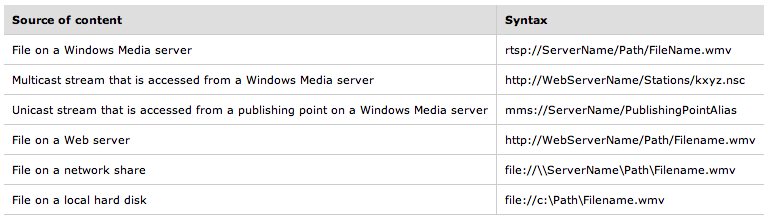 Source of content Syntax
File on a Windows Media server rtsp://ServerName/Path/FileName.wmv
Multicast stream that is accessed from a Windows Media server http://WebServerName/Stations/kxyz.nsc
Unicast stream that is accessed from a publishing point on a Windows Media server mms://ServerName/PublishingPointAlias
File on a Web server http://WebServerName/Path/Filename.wmv
File on a network share file://\\ServerName\Path\Filename.wmv
File on a local hard disk file://c:\Path\Filename.wmv